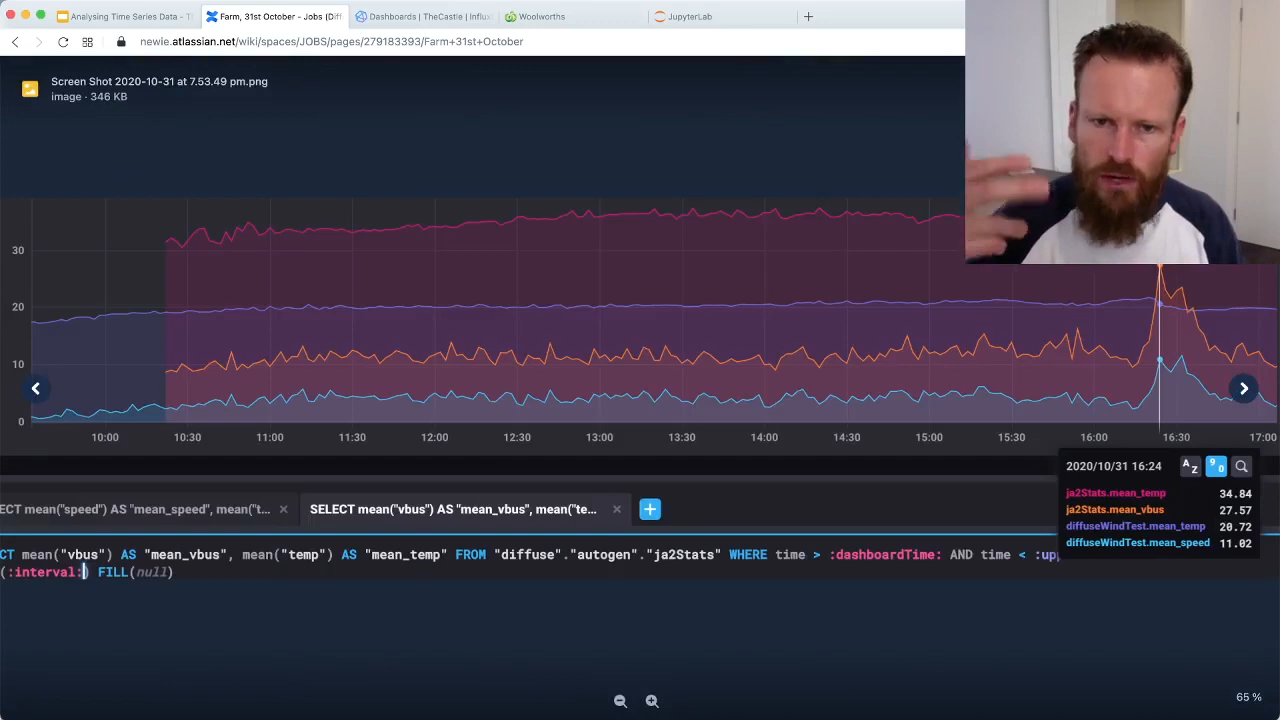 Analysing Time Series Data - T
Farm, 31st October - Jobs (Dif
Dashboards | TheCastle | Influx
Woolworths
JupyterLab
newie.atlassian.net/wiki/spaces/JOBS/pages/279183393/Farm+31st+October
Screen Shot 2020-10-31 at 7.53.49 pm.png
image · 346 KB
30
20
10
0
10:00 10:30 11:00 11:30 12:00 12:30 13:00 13:30 14:00 14:30 15:00 15:30 16:00 16:30 17:00
2020/10/31 16:24
A Z
9 0
ja2Stats.mean_temp 34.84
ja2Stats.mean_vbus 27.57
diffuseWindTest.mean_temp 20.72
diffuseWindTest.mean_speed 11.02
ECT mean("speed") AS "mean_speed", mean("t...
SELECT mean("vbus") AS "mean_vbus", mean("te...
CT mean("vbus") AS "mean_vbus", mean("temp") AS "mean_temp" FROM "diffuse"."autogen"."ja2Stats" WHERE time > :dashboardTime: AND time < :upp
(:interval:) FILL(null)
65 %